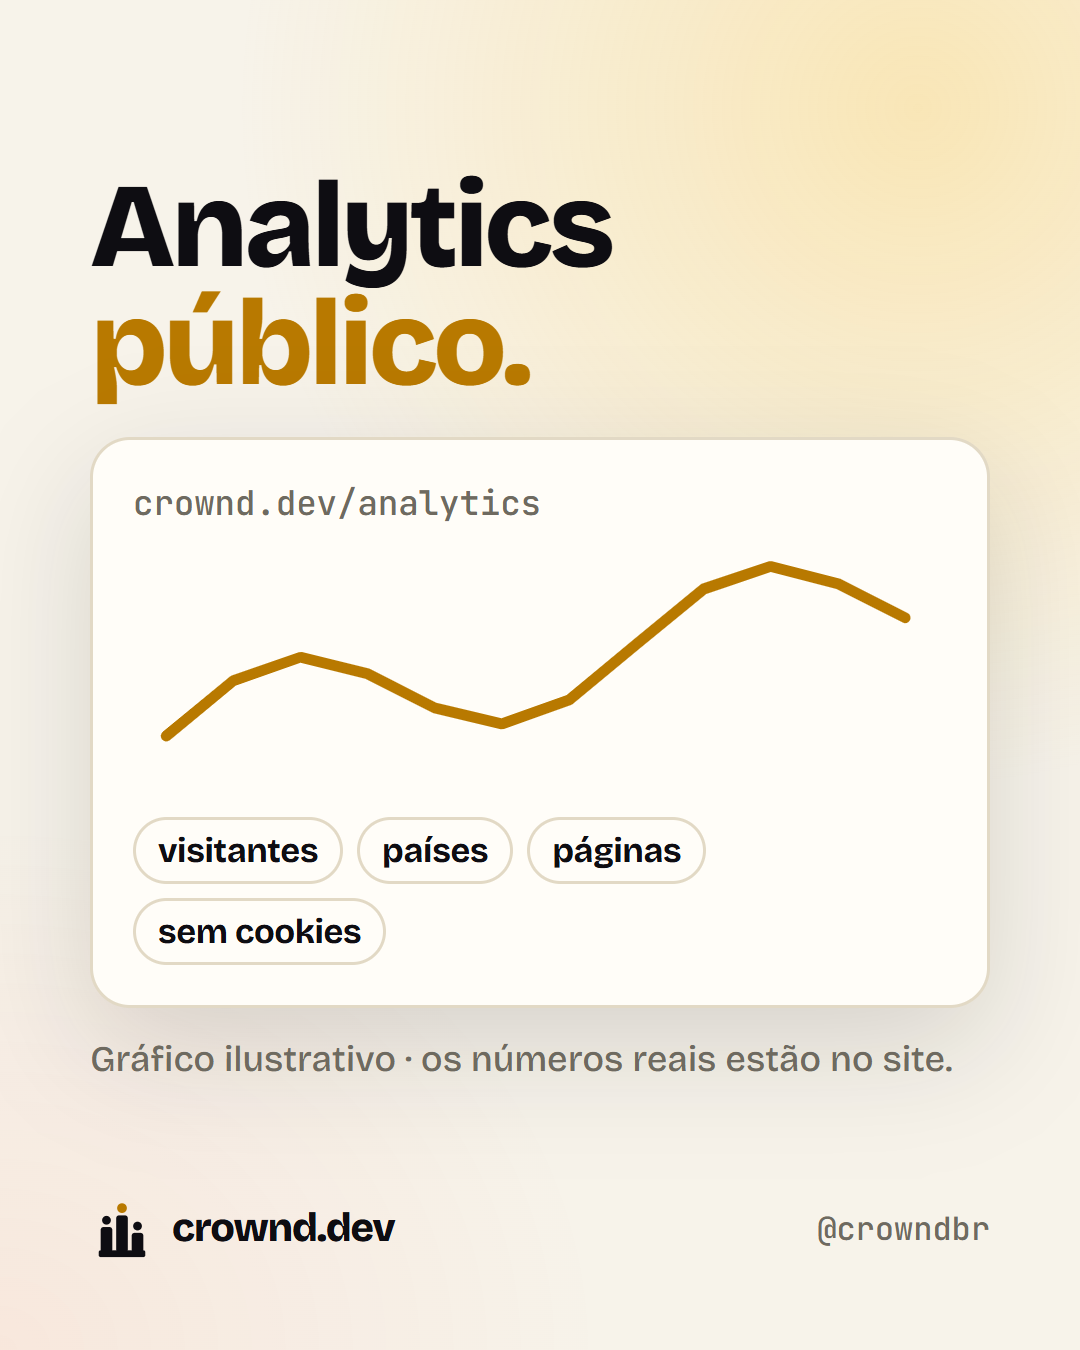 Analytics
público.
crownd.dev/analytics
visitantes países páginas
sem cookies
Gráfico ilustrativo · os números reais estão no site.
crownd.dev @crowndbr